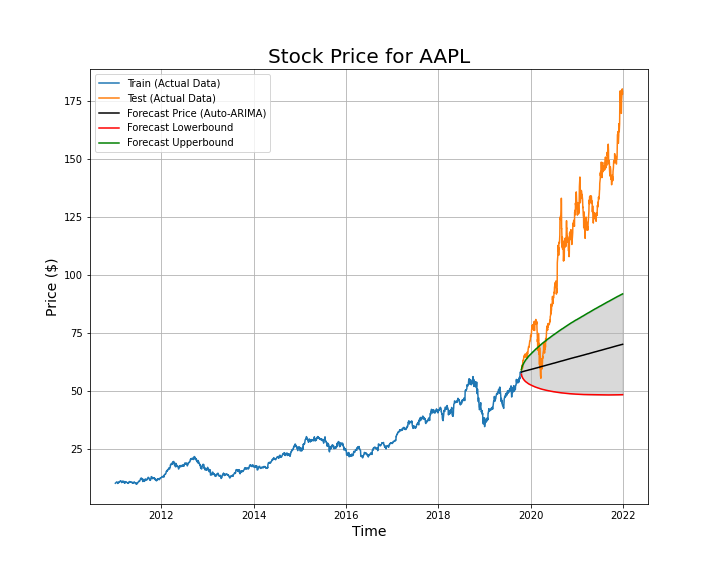 Stock Price for AAPL
Train (Actual Data)
Test (Actual Data)
Forecast Price (Auto-ARIMA)
Forecast Lowerbound
Forecast Upperbound
175
150
125
100
75
50
25
Price ($)
2012 2014 2016 2018 2020 2022
Time